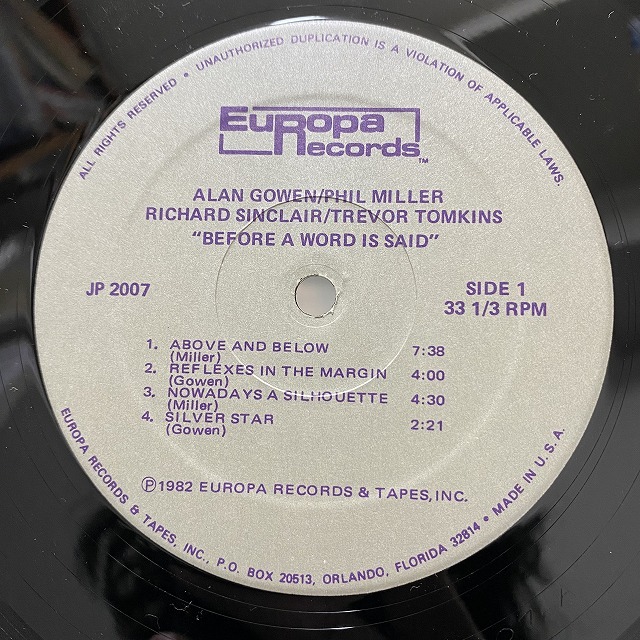 ALL RIGHTS RESERVED • UNAUTHORIZED DUPLICATION IS A VIOLATION OF APPLICABLE LAWS.
EuRopa
Records™
ALAN GOWEN/PHIL MILLER
RICHARD SINCLAIR/TREVOR TOMKINS
"BEFORE A WORD IS SAID"
JP 2007
SIDE 1
33 1/3 RPM
1. ABOVE AND BELOW 7:38
(Miller)
2. REFLEXES IN THE MARGIN 4:00
(Gowen)
3. NOWADAYS A SILHOUETTE 4:30
(Miller)
4. SILVER STAR 2:21
(Gowen)
Ⓟ1982 EUROPA RECORDS & TAPES, INC.
EUROPA RECORDS & TAPES, INC., P.O. BOX 20513, ORLANDO, FLORIDA 32814 • MADE IN U.S.A.